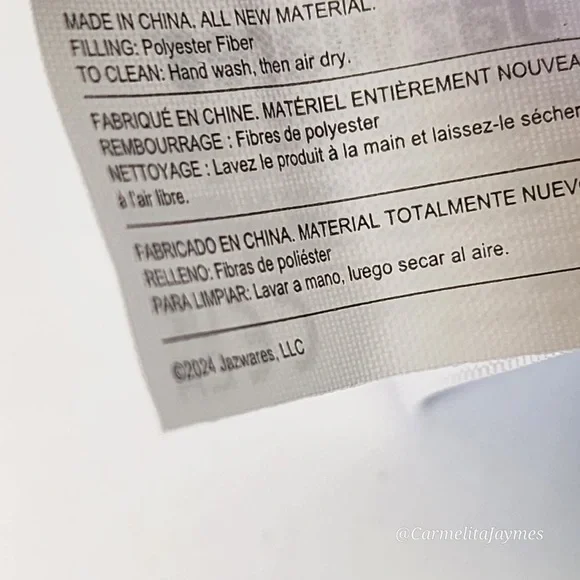 MADE IN CHINA. ALL NEW MATERIAL.
FILLING: Polyester Fiber
TO CLEAN: Hand wash, then air dry.
FABRIQUÉ EN CHINE. MATÉRIEL ENTIÈREMENT NOUVEA
REMBOURRAGE : Fibres de polyester
NETTOYAGE : Lavez le produit à la main et laissez-le sécher
à l'air libre.
FABRICADO EN CHINA. MATERIAL TOTALMENTE NUEV
RELLENO: Fibras de poliéster
PARA LIMPIAR: Lavar a mano, luego secar al aire.
©2024 Jazwares, LLC
@CarmelitaJaymes